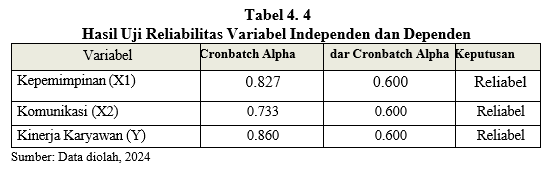 Tabel 4. 4
Hasil Uji Reliabilitas Variabel Independen dan Dependen
Variabel Cronbatch Alpha dar Cronbatch Alpha Keputusan
Kepemimpinan (X1) 0.827 0.600 Reliabel
Komunikasi (X2) 0.733 0.600 Reliabel
Kinerja Karyawan (Y) 0.860 0.600 Reliabel
Sumber: Data diolah, 2024